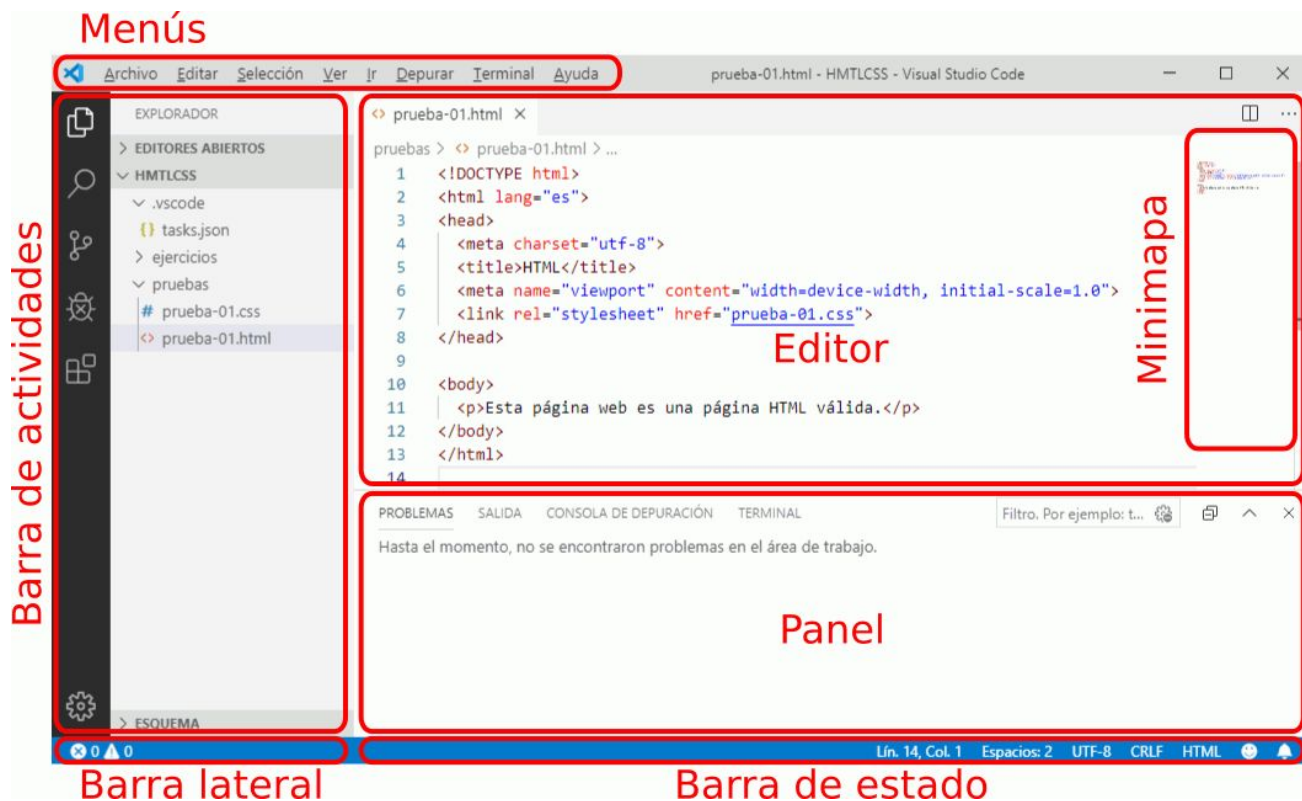 Menús
Archivo Editar Selección Ver Ir Depurar Terminal Ayuda prueba-01.html - HMTLCSS - Visual Studio Code
Barra de actividades
EXPLORADOR
EDITORES ABIERTOS
HMTLCSS
.vscode
{} tasks.json
ejercicios
pruebas
# prueba-01.css
<> prueba-01.html
ESQUEMA
<> prueba-01.html ×
pruebas > <> prueba-01.html > ...
1 <!DOCTYPE html>
2 <html lang="es">
3 <head>
4 <meta charset="utf-8">
5 <title>HTML</title>
6 <meta name="viewport" content="width=device-width, initial-scale=1.0">
7 <link rel="stylesheet" href="prueba-01.css">
8 </head>
9
10 <body>
11 <p>Esta página web es una página HTML válida.</p>
12 </body>
13 </html>
14
Editor
Minimapa
PROBLEMAS SALIDA CONSOLA DE DEPURACIÓN TERMINAL Filtro. Por ejemplo: t...
Hasta el momento, no se encontraron problemas en el área de trabajo.
Panel
0 0 Lín. 14, Col. 1 Espacios: 2 UTF-8 CRLF HTML
Barra lateral Barra de estado